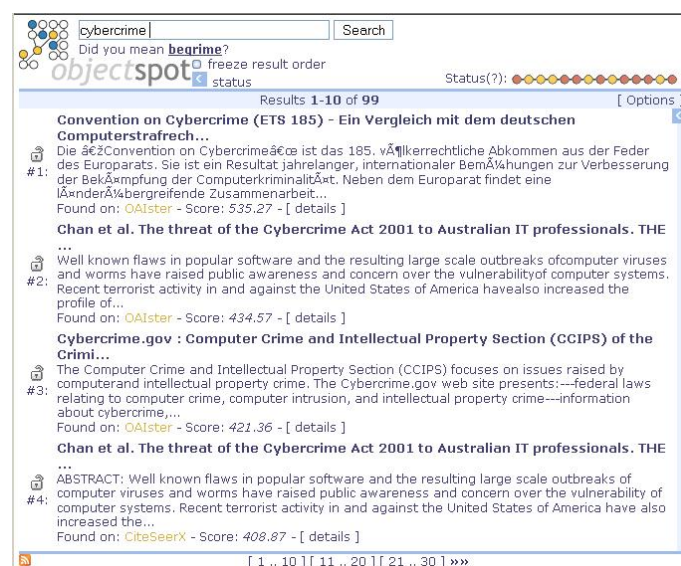 cybercrime Search
Did you mean begrime?
objectspot freeze result order
status Status(?):
Results 1-10 of 99 [ Options ]
Convention on Cybercrime (ETS 185) - Ein Vergleich mit dem deutschen
Computerstrafrech...
#1: Die â€žConvention on Cybercrimeâ€œ ist das 185. vÃ¶lkerrechtliche Abkommen aus der Feder
des Europarats. Sie ist ein Resultat jahrelanger, internationaler BemÃ¼hungen zur Verbesserung
der BekÃ¤mpfung der ComputerkriminalitÃ¤t. Neben dem Europarat findet eine
lÃ¤nderÃ¼bergreifende Zusammenarbeit...
Found on: OAIster - Score: 535.27 - [ details ]
Chan et al. The threat of the Cybercrime Act 2001 to Australian IT professionals. THE
...
#2: Well known flaws in popular software and the resulting large scale outbreaks ofcomputer viruses
and worms have raised public awareness and concern over the vulnerabilityof computer systems.
Recent terrorist activity in and against the United States of America havealso increased the
profile of...
Found on: OAIster - Score: 434.57 - [ details ]
Cybercrime.gov : Computer Crime and Intellectual Property Section (CCIPS) of the
Crimi...
#3: The Computer Crime and Intellectual Property Section (CCIPS) focuses on issues raised by
computerand intellectual property crime. The Cybercrime.gov web site presents:---federal laws
relating to computer crime, computer intrusion, and intellectual property crime---information
about cybercrime,...
Found on: OAIster - Score: 421.36 - [ details ]
Chan et al. The threat of the Cybercrime Act 2001 to Australian IT professionals. THE
...
#4: ABSTRACT: Well known flaws in popular software and the resulting large scale outbreaks of
computer viruses and worms have raised public awareness and concern over the vulnerability of
computer systems. Recent terrorist activity in and against the United States of America have also
increased the...
Found on: CiteSeerX - Score: 408.87 - [ details ]
[ 1 .. 10 ] [ 11 .. 20 ] [ 21 .. 30 ] »»